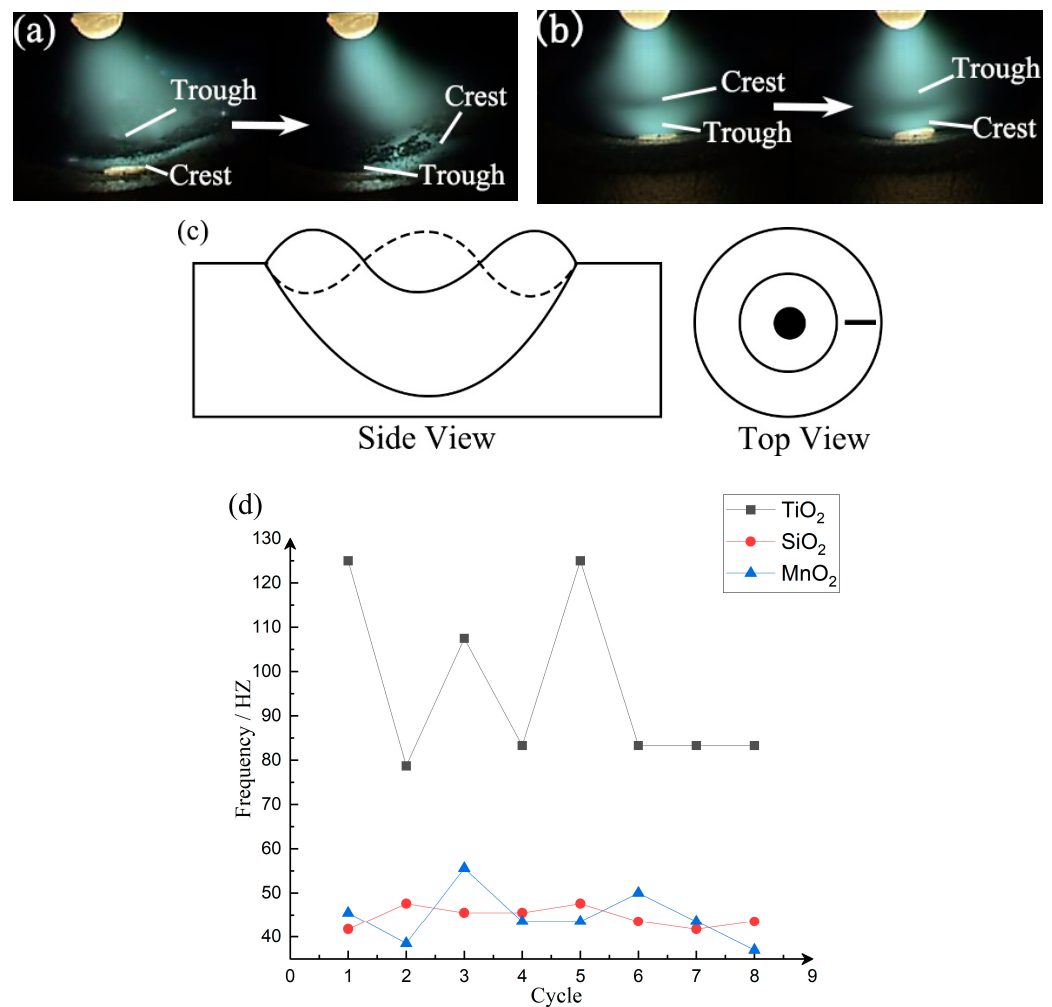 (a)
Trough
Crest
Crest
Trough
(b)
Crest
Trough
Trough
Crest
(c)
Side View
Top View
(d)
TiO2
SiO2
MnO2
Frequency / HZ
130
120
110
100
90
80
70
60
50
40
0 1 2 3 4 5 6 7 8 9
Cycle